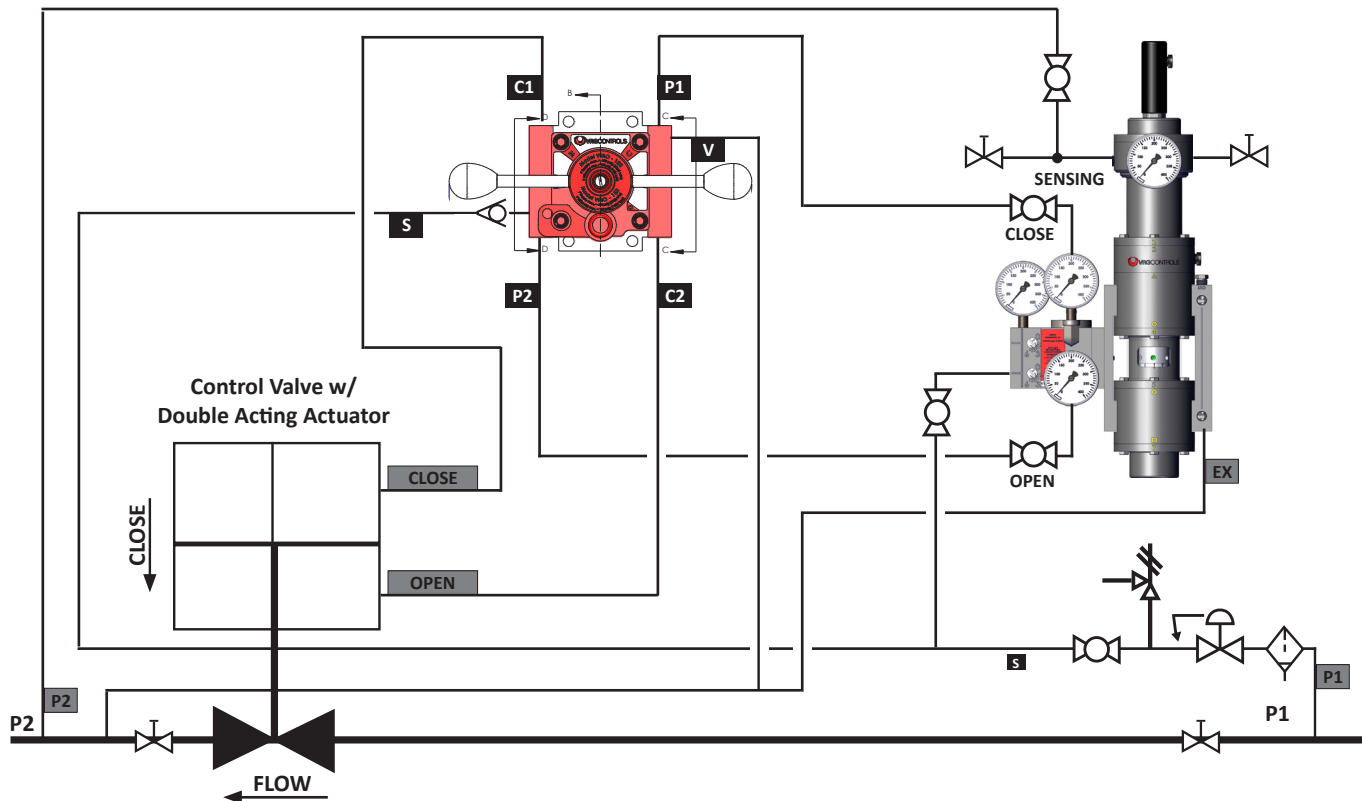 C1
P1
B
D
C
VRGCONTROLS
V
SENSING
S
CLOSE
D
C
P2
C2
VRGCONTROLS
Control Valve w/
Double Acting Actuator
CLOSE
OPEN
EX
CLOSE
OPEN
S
P2
P1
P2
P1
FLOW